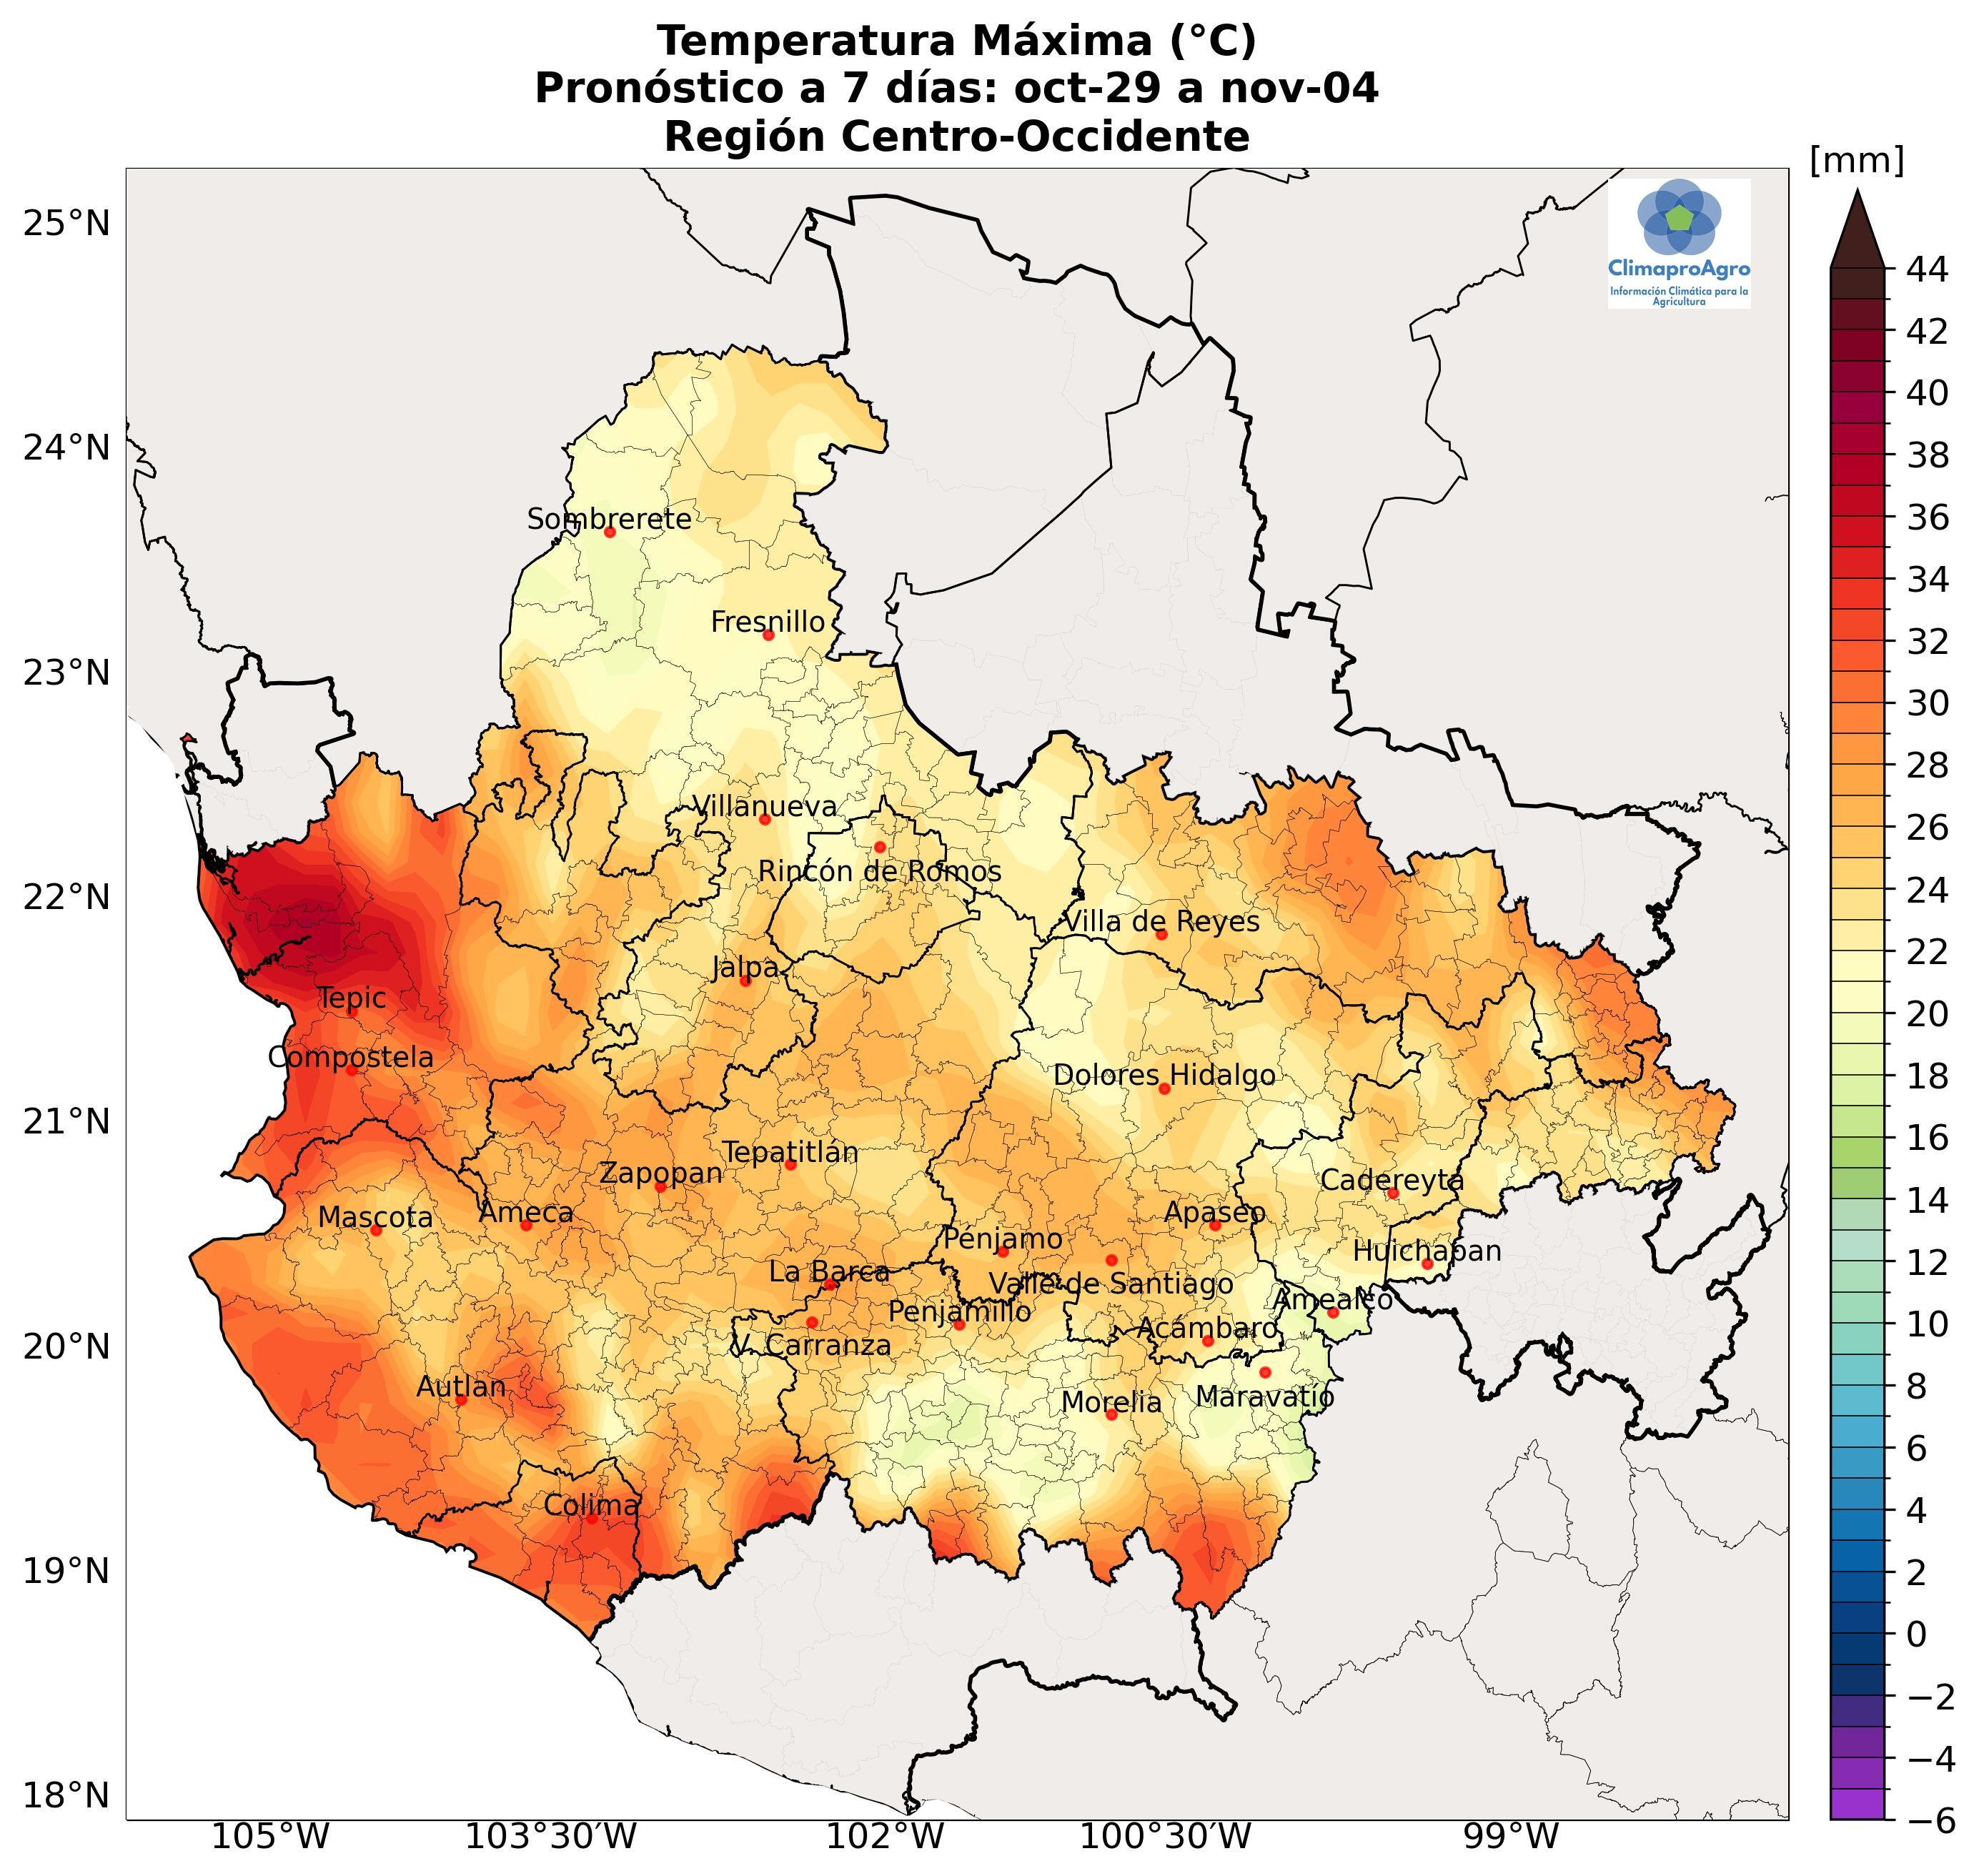 Temperatura Máxima (°C)
Pronóstico a 7 días: oct-29 a nov-04
Región Centro-Occidente
[mm]
ClimaproAgro
Información Climática para la
Agricultura
25°N
24°N
23°N
22°N
21°N
20°N
19°N
18°N
Sombrerete
Fresnillo
Villanueva
Rincón de Romos
Villa de Reyes
Jalpa
Tepic
Compostela
Dolores Hidalgo
Tepatitlán
Zapopan
Cadereyta
Mascota
Ameca
Apaseo
Pénjamo
Huichapan
La Barca
Valle de Santiago
Amealco
Penjamillo
Acámbaro
V. Carranza
Autlan
Morelia
Maravatío
Colima
105°W
103°30'W
102°W
100°30'W
99°W
44
42
40
38
36
34
32
30
28
26
24
22
20
18
16
14
12
10
8
6
4
2
0
−2
−4
−6